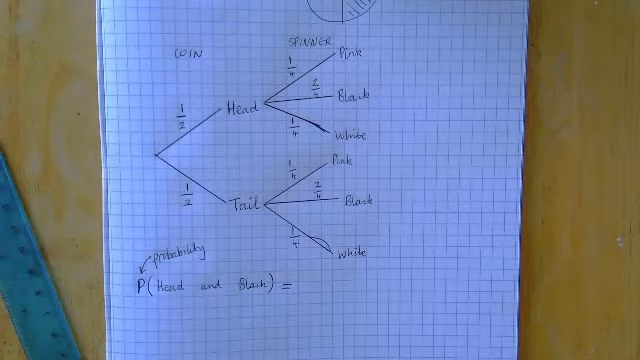 COIN SPINNER
1/4 Pink
1/2 Head 2/4 Black
1/4 White
1/4 Pink
1/2 Tail 2/4 Black
1/4 White
probability
P(Head and Black) =